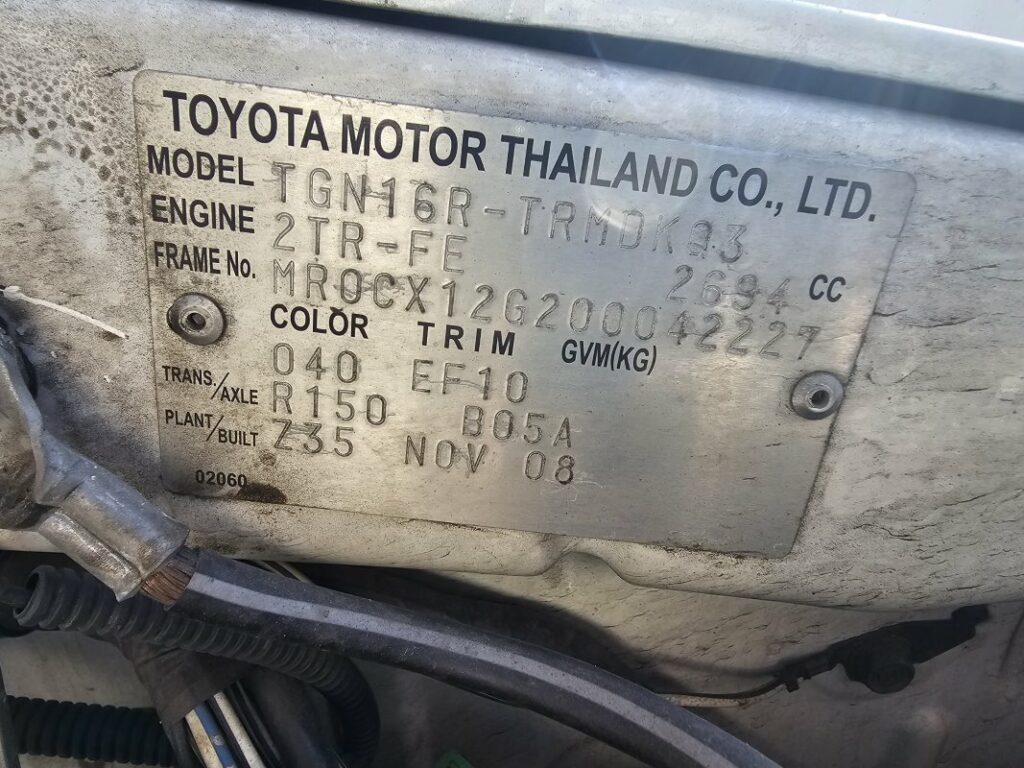 TOYOTA MOTOR THAILAND CO., LTD.
MODEL TGN16R-TRMDKQ3
ENGINE 2TR-FE 2694 CC
FRAME No. MR0CX12G200042227
COLOR TRIM GVM(KG)
040 EF10
TRANS./AXLE R150 B05A
PLANT/BUILT Z35 NOV 08
02060